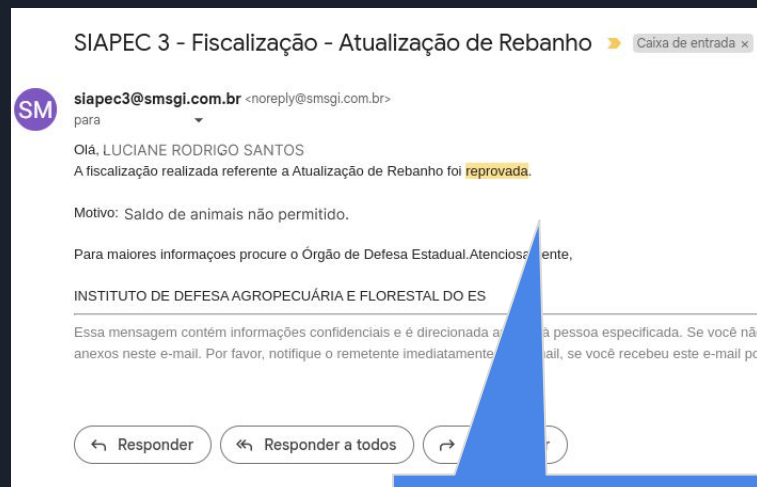 SIAPEC 3 - Fiscalização - Atualização de Rebanho Caixa de entrada ×
SM
siapec3@smsgi.com.br <noreply@smsgi.com.br>
para
Olá, LUCIANE RODRIGO SANTOS
A fiscalização realizada referente a Atualização de Rebanho foi reprovada.
Motivo: Saldo de animais não permitido.
Para maiores informaçoes procure o Órgão de Defesa Estadual.Atenciosa ente,
INSTITUTO DE DEFESA AGROPECUÁRIA E FLORESTAL DO ES
Essa mensagem contém informações confidenciais e é direcionada à pessoa especificada. Se você nã
anexos neste e-mail. Por favor, notifique o remetente imediatamente ail, se você recebeu este e-mail po
Responder Responder a todos